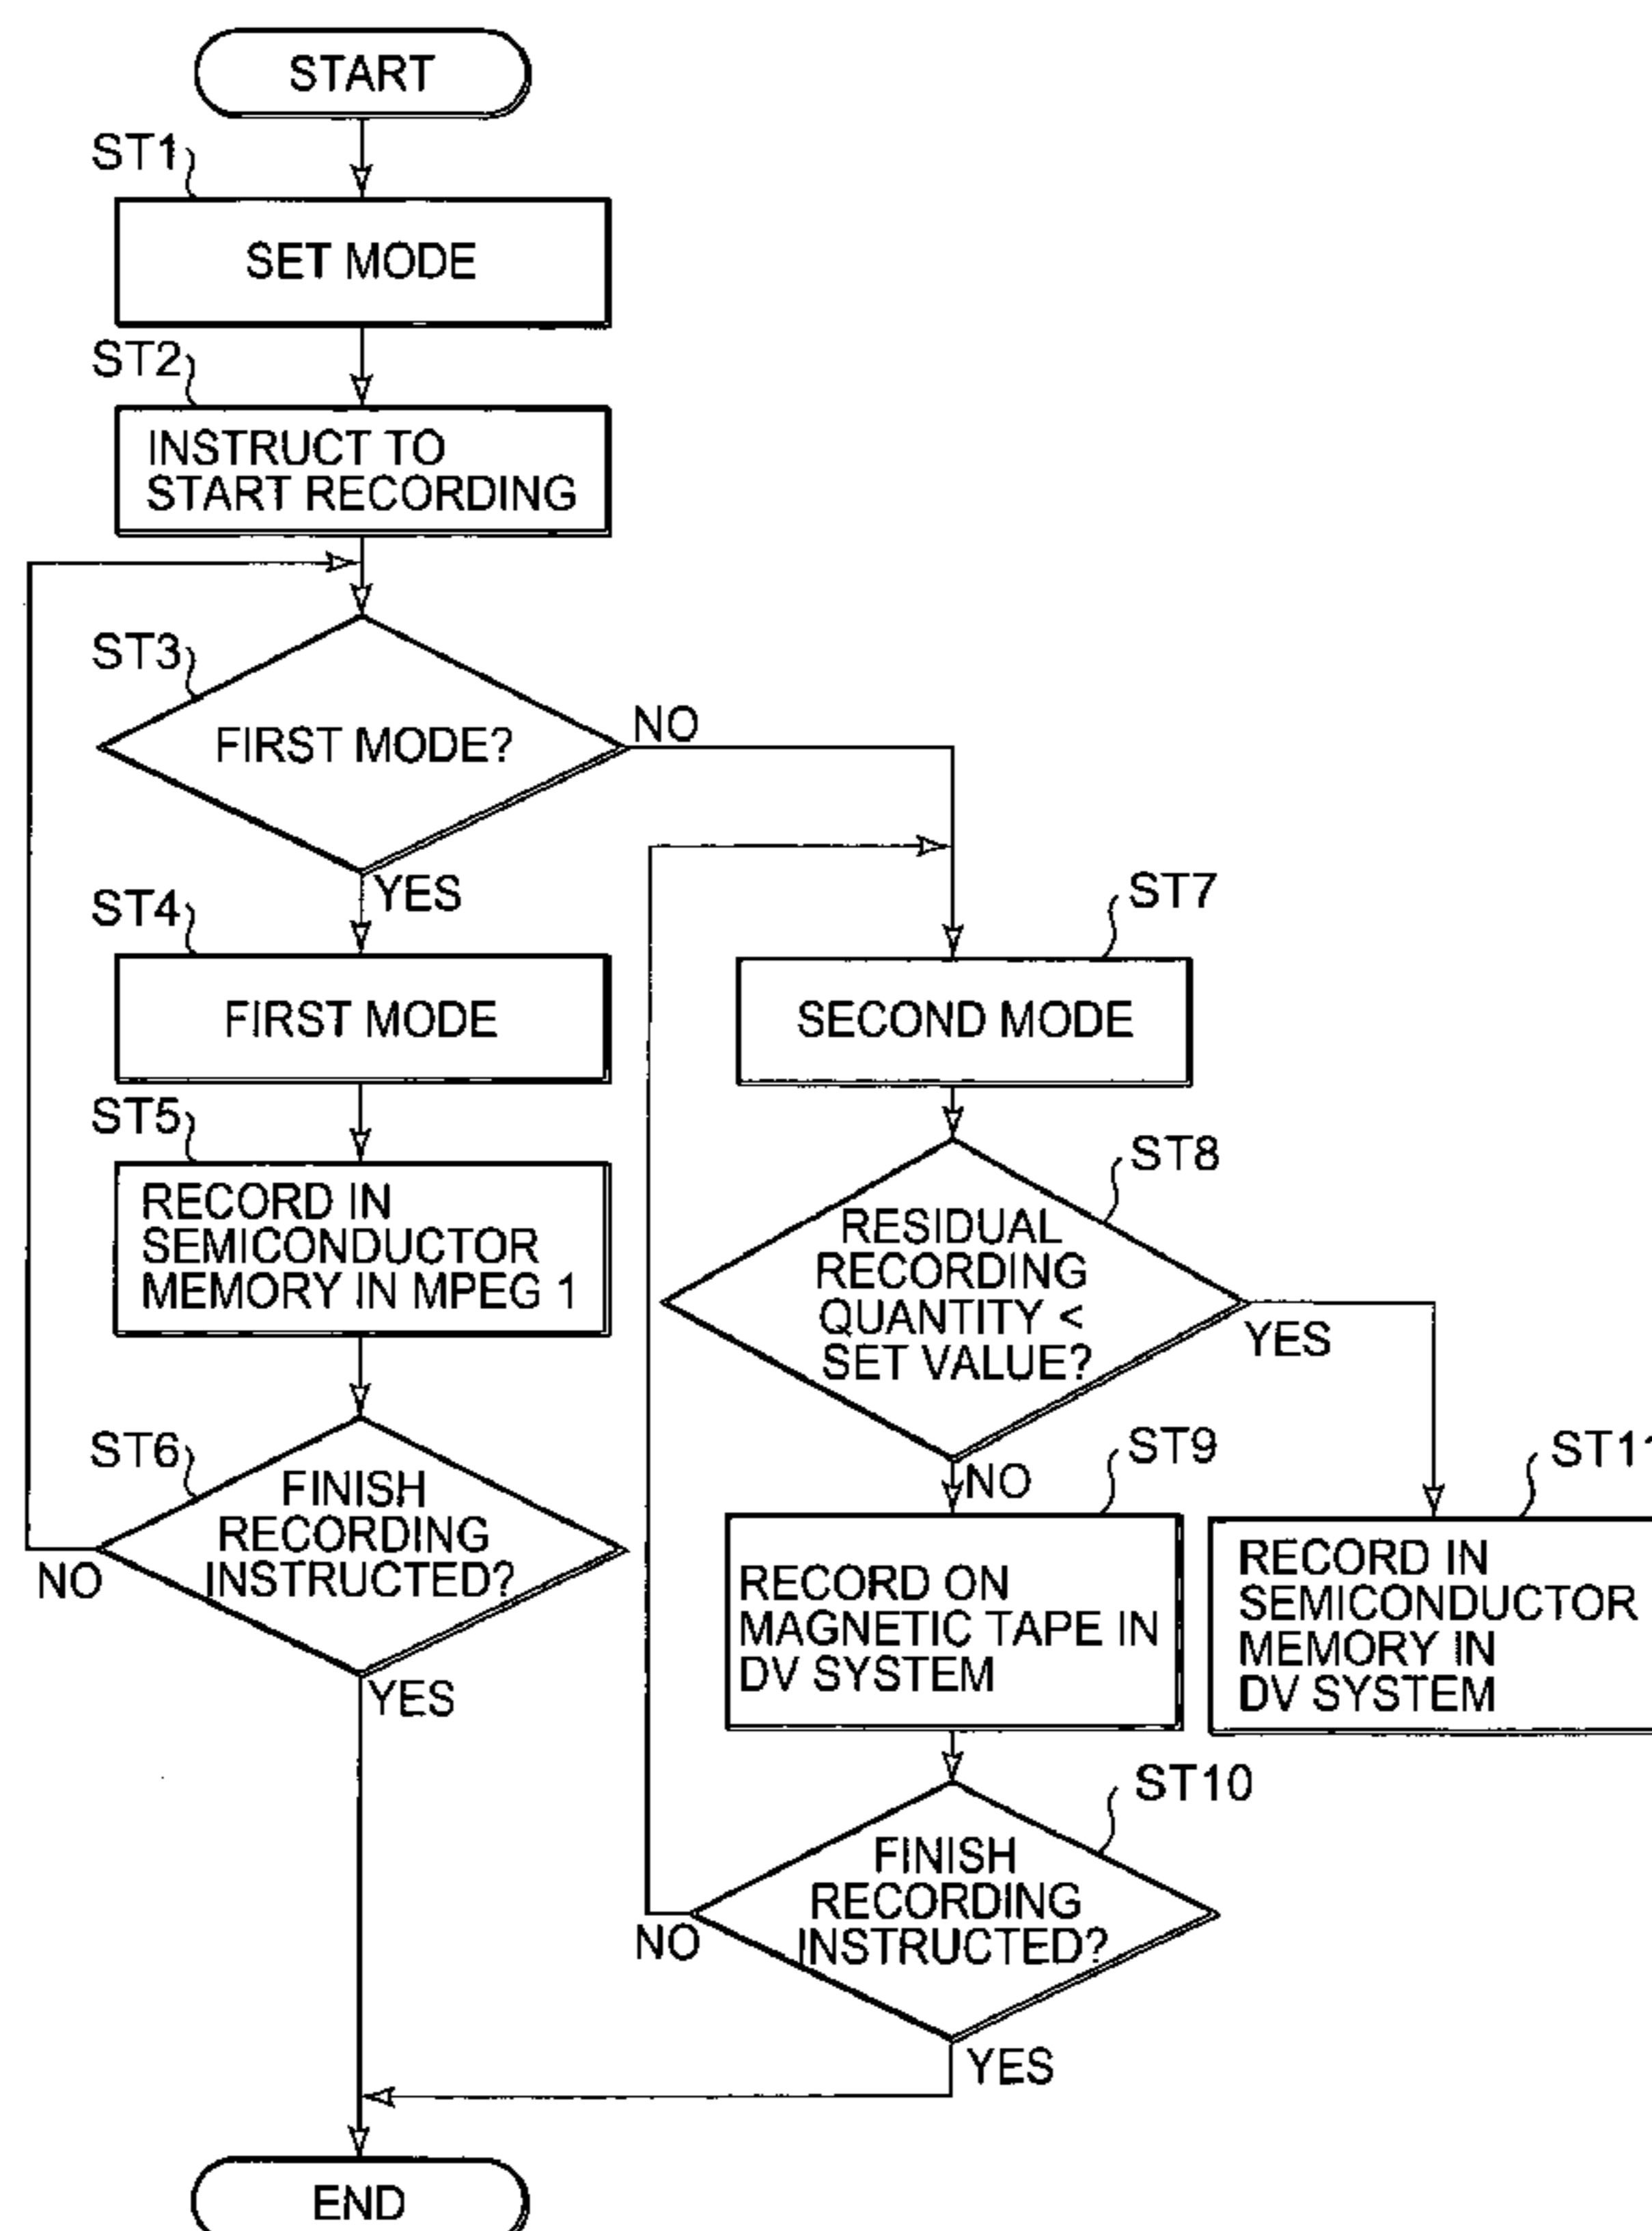 START
ST1
SET MODE
ST2
INSTRUCT TO
START RECORDING
ST3
FIRST MODE?
NO
YES
ST4
FIRST MODE
ST5
RECORD IN
SEMICONDUCTOR
MEMORY IN MPEG 1
ST6
FINISH
RECORDING
INSTRUCTED?
NO
YES
ST7
SECOND MODE
ST8
RESIDUAL
RECORDING
QUANTITY <
SET VALUE?
YES
NO
ST9
RECORD ON
MAGNETIC TAPE IN
DV SYSTEM
ST11
RECORD IN
SEMICONDUCTOR
MEMORY IN
DV SYSTEM
ST10
FINISH
RECORDING
INSTRUCTED?
NO
YES
END